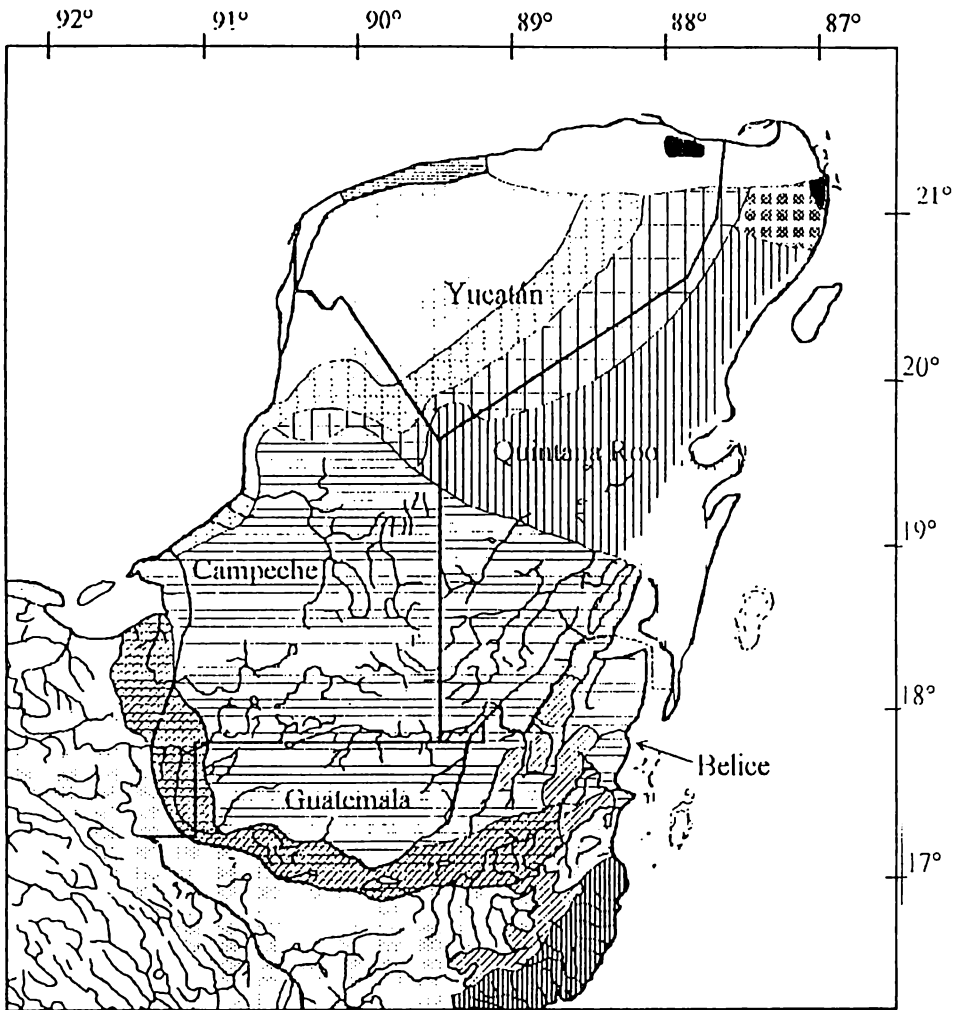 92° 91° 90° 89° 88° 87°
21°
Yucatán
20°
Quintana Roo
19°
Campeche
18°
Belice
Guatemala
17°